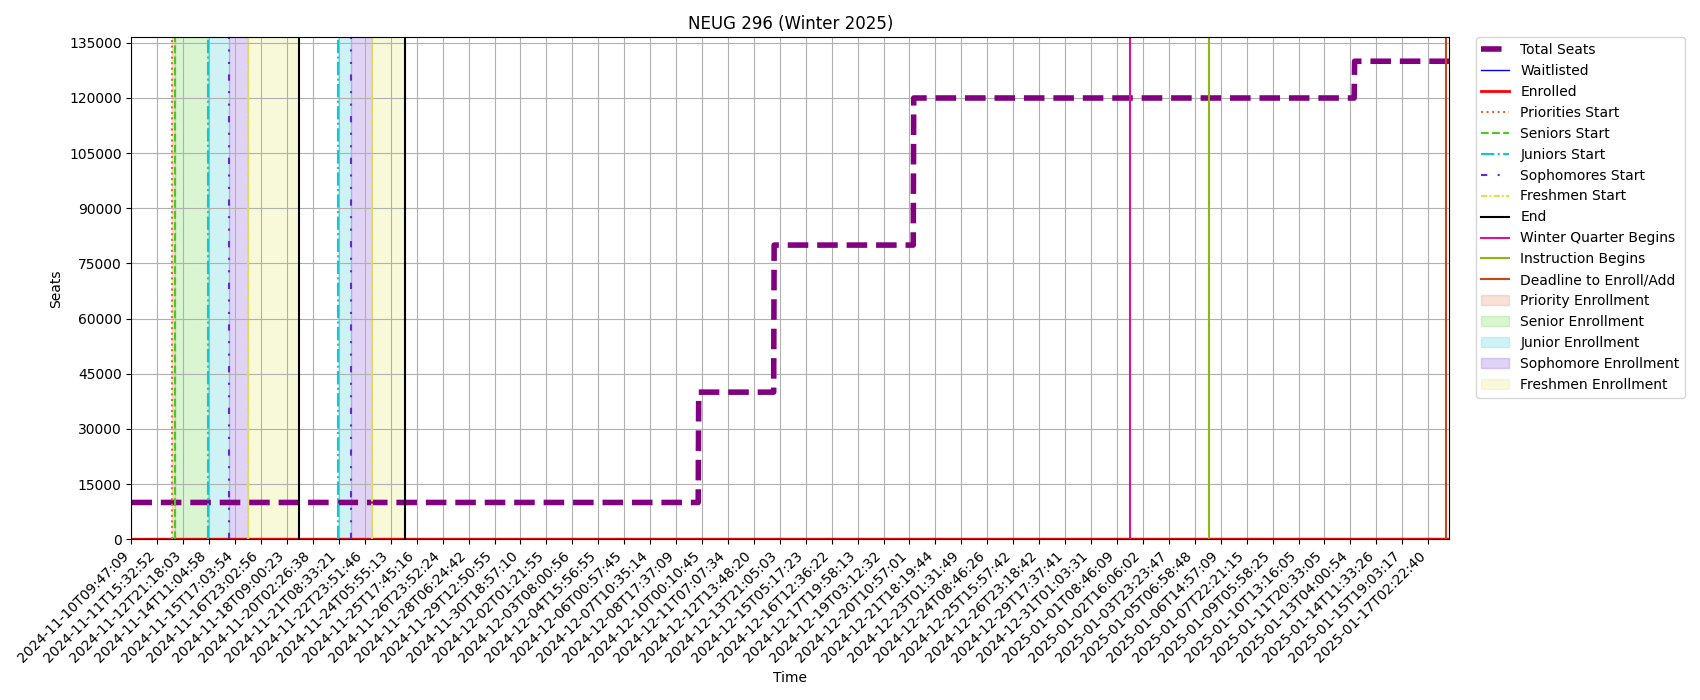 NEUG 296 (Winter 2025)
Seats
135000
120000
105000
90000
75000
60000
45000
30000
15000
0
2024-11-10T09:47:09
2024-11-11T15:32:52
2024-11-12T21:18:03
2024-11-14T11:04:58
2024-11-15T17:03:54
2024-11-16T23:02:56
2024-11-18T09:00:23
2024-11-20T02:26:38
2024-11-21T08:33:21
2024-11-22T23:51:46
2024-11-24T05:55:13
2024-11-25T17:45:16
2024-11-26T23:52:24
2024-11-28T06:24:42
2024-11-29T12:50:55
2024-11-30T18:57:10
2024-12-02T01:21:55
2024-12-03T08:00:56
2024-12-04T15:56:55
2024-12-06T00:57:45
2024-12-07T10:35:14
2024-12-08T17:37:09
2024-12-10T00:10:45
2024-12-11T07:07:34
2024-12-12T13:48:20
2024-12-13T21:05:03
2024-12-15T05:17:23
2024-12-16T12:36:22
2024-12-17T19:58:13
2024-12-19T03:12:32
2024-12-20T10:57:01
2024-12-21T18:19:44
2024-12-23T01:31:49
2024-12-24T08:46:26
2024-12-25T15:57:42
2024-12-26T23:18:42
2024-12-29T17:37:41
2024-12-31T01:03:31
2025-01-01T08:46:09
2025-01-02T16:06:02
2025-01-03T23:23:47
2025-01-05T06:58:48
2025-01-06T14:57:09
2025-01-07T22:21:15
2025-01-09T05:58:25
2025-01-10T13:16:05
2025-01-11T20:33:05
2025-01-13T04:00:54
2025-01-14T11:33:26
2025-01-15T19:03:17
2025-01-17T02:22:40
Time
Total Seats
Waitlisted
Enrolled
Priorities Start
Seniors Start
Juniors Start
Sophomores Start
Freshmen Start
End
Winter Quarter Begins
Instruction Begins
Deadline to Enroll/Add
Priority Enrollment
Senior Enrollment
Junior Enrollment
Sophomore Enrollment
Freshmen Enrollment